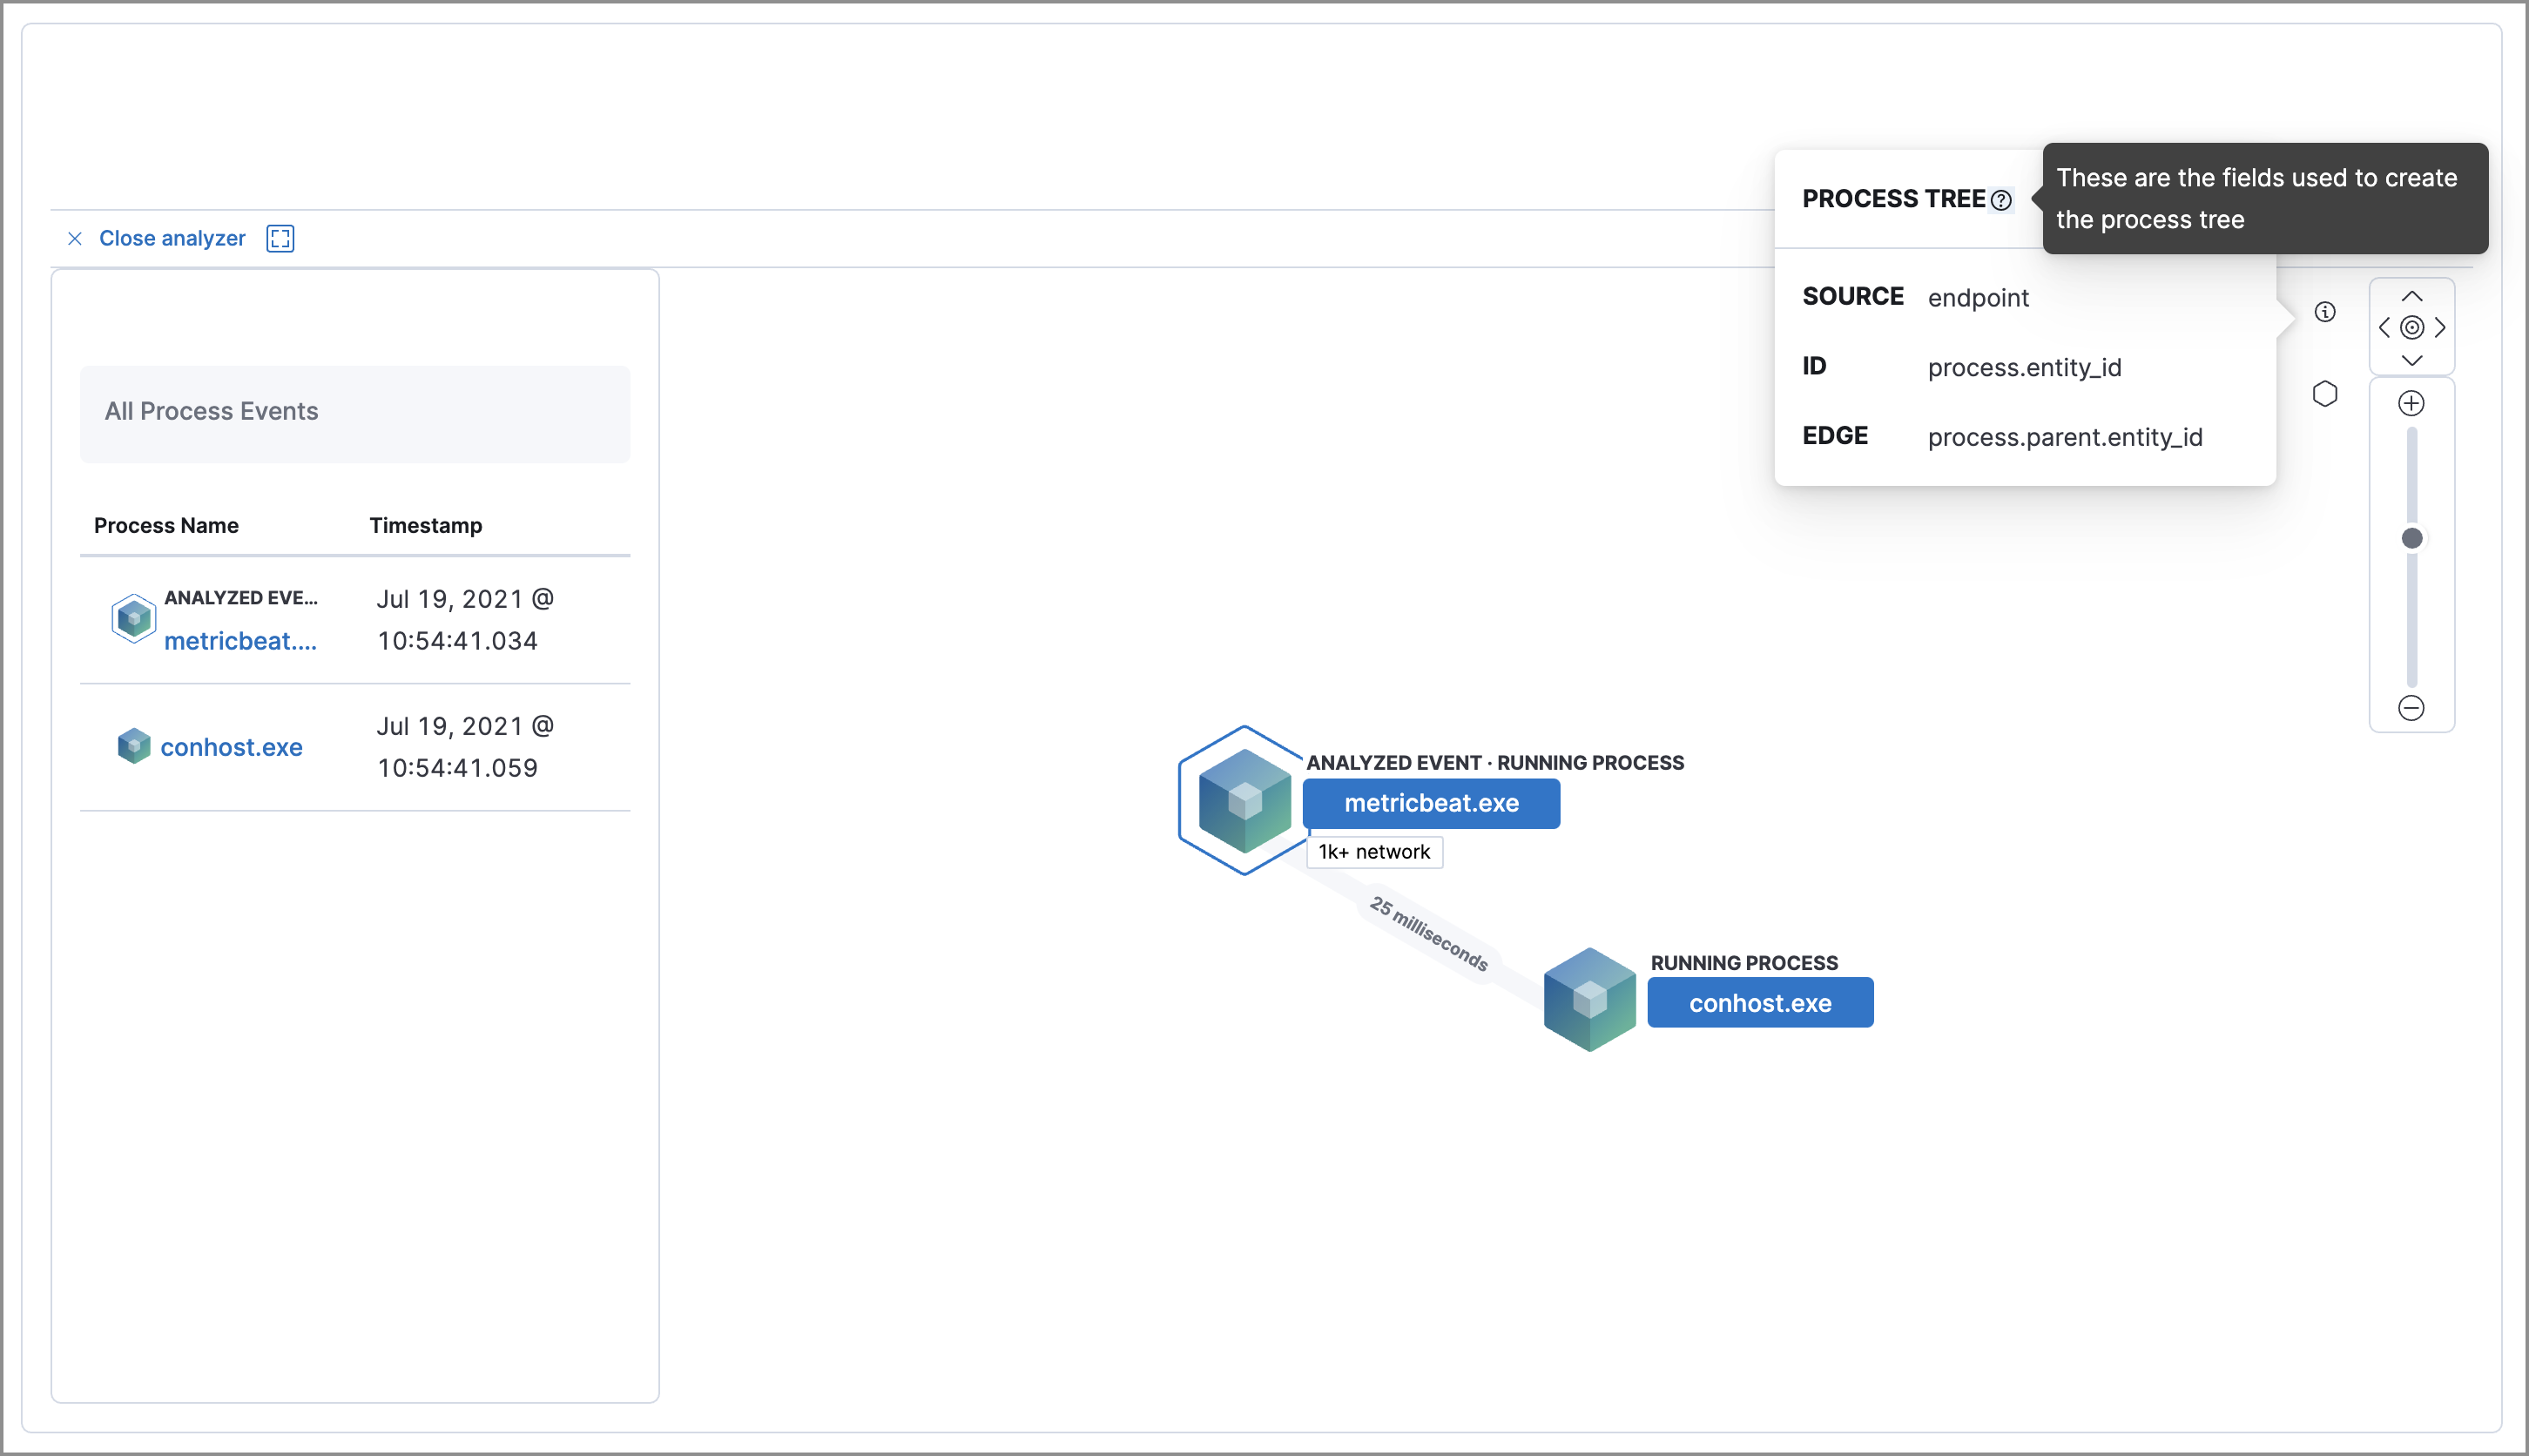 PROCESS TREE
These are the fields used to create
the process tree
Close analyzer
SOURCE endpoint
ID process.entity_id
EDGE process.parent.entity_id
All Process Events
Process Name Timestamp
ANALYZED EVE...
metricbeat....
Jul 19, 2021 @
10:54:41.034
conhost.exe
Jul 19, 2021 @
10:54:41.059
ANALYZED EVENT · RUNNING PROCESS
metricbeat.exe
1k+ network
25 milliseconds
RUNNING PROCESS
conhost.exe